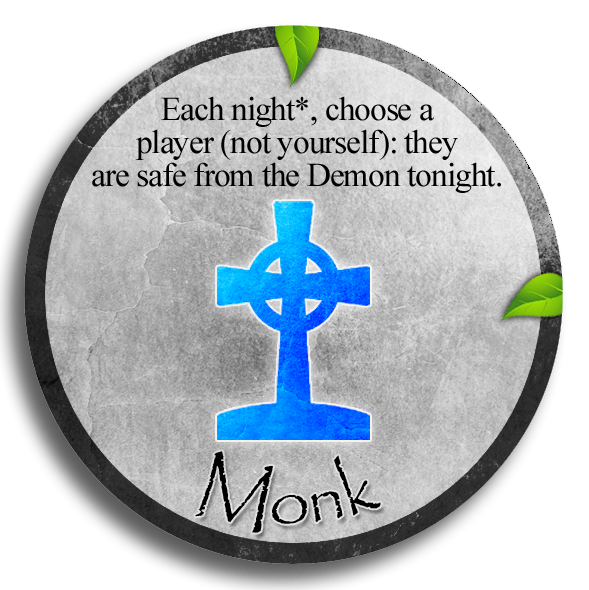 Each night*, choose a
player (not yourself): they
are safe from the Demon tonight.
Monk